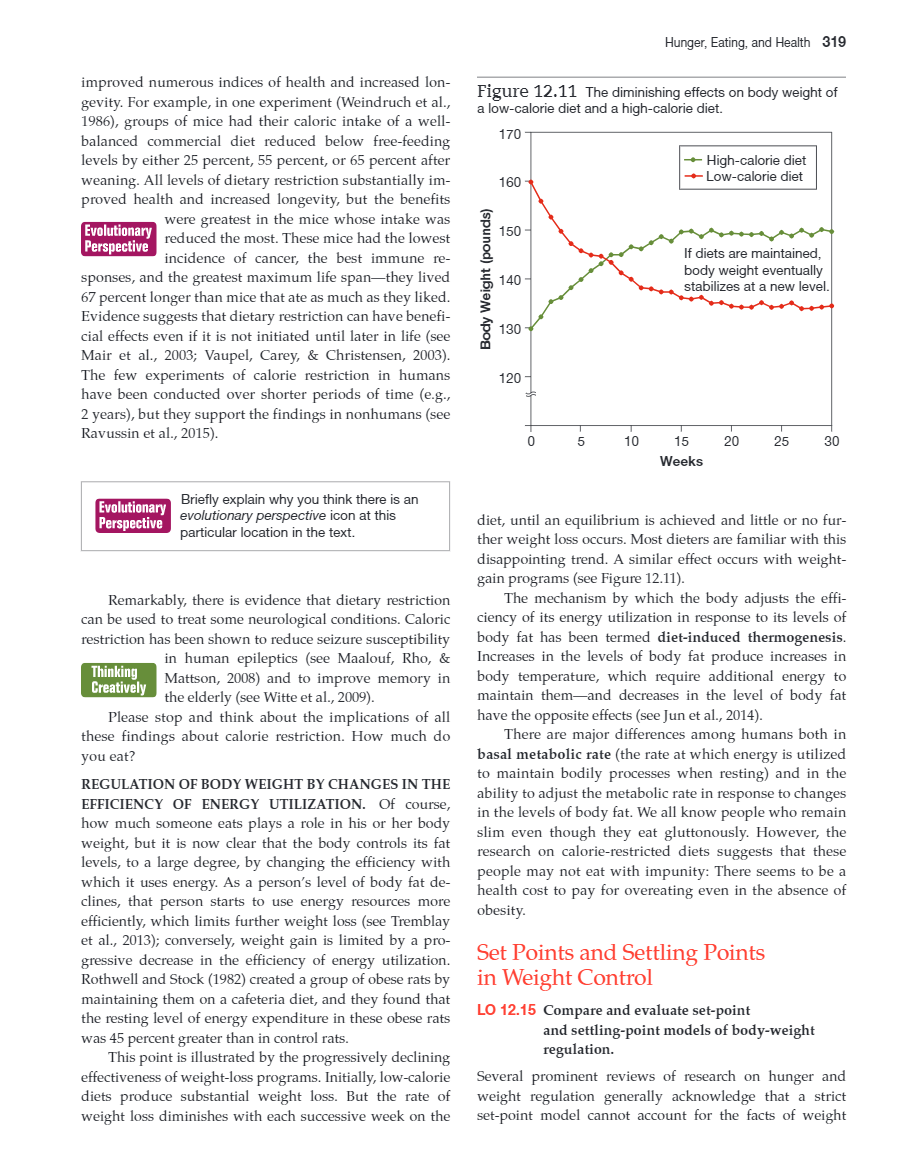 Hunger, Eating, and Health 319
improved numerous indices of health and increased lon-
gevity. For example, in one experiment (Weindruch et al.,
1986), groups of mice had their caloric intake of a well-
balanced commercial diet reduced below free-feeding
levels by either 25 percent, 55 percent, or 65 percent after
weaning. All levels of dietary restriction substantially im-
proved health and increased longevity, but the benefits
were greatest in the mice whose intake was
Evolutionary
Perspective
reduced the most. These mice had the lowest
incidence of cancer, the best immune re-
sponses, and the greatest maximum life span—they lived
67 percent longer than mice that ate as much as they liked.
Evidence suggests that dietary restriction can have benefi-
cial effects even if it is not initiated until later in life (see
Mair et al., 2003; Vaupel, Carey, & Christensen, 2003).
The few experiments of calorie restriction in humans
have been conducted over shorter periods of time (e.g.,
2 years), but they support the findings in nonhumans (see
Ravussin et al., 2015).
Evolutionary
Perspective
Briefly explain why you think there is an
evolutionary perspective icon at this
particular location in the text.
Remarkably, there is evidence that dietary restriction
can be used to treat some neurological conditions. Caloric
restriction has been shown to reduce seizure susceptibility
in human epileptics (see Maalouf, Rho, &
Thinking
Creatively
Mattson, 2008) and to improve memory in
the elderly (see Witte et al., 2009).
Please stop and think about the implications of all
these findings about calorie restriction. How much do
you eat?
REGULATION OF BODY WEIGHT BY CHANGES IN THE
EFFICIENCY OF ENERGY UTILIZATION. Of course,
how much someone eats plays a role in his or her body
weight, but it is now clear that the body controls its fat
levels, to a large degree, by changing the efficiency with
which it uses energy. As a person's level of body fat de-
clines, that person starts to use energy resources more
efficiently, which limits further weight loss (see Tremblay
et al., 2013); conversely, weight gain is limited by a pro-
gressive decrease in the efficiency of energy utilization.
Rothwell and Stock (1982) created a group of obese rats by
maintaining them on a cafeteria diet, and they found that
the resting level of energy expenditure in these obese rats
was 45 percent greater than in control rats.
This point is illustrated by the progressively declining
effectiveness of weight-loss programs. Initially, low-calorie
diets produce substantial weight loss. But the rate of
weight loss diminishes with each successive week on the
Figure 12.11 The diminishing effects on body weight of
a low-calorie diet and a high-calorie diet.
170
160
150
140
130
120
Body Weight (pounds)
High-calorie diet
Low-calorie diet
If diets are maintained,
body weight eventually
stabilizes at a new level.
0 5 10 15 20 25 30
Weeks
diet, until an equilibrium is achieved and little or no fur-
ther weight loss occurs. Most dieters are familiar with this
disappointing trend. A similar effect occurs with weight-
gain programs (see Figure 12.11).
The mechanism by which the body adjusts the effi-
ciency of its energy utilization in response to its levels of
body fat has been termed diet-induced thermogenesis.
Increases in the levels of body fat produce increases in
body temperature, which require additional energy to
maintain them—and decreases in the level of body fat
have the opposite effects (see Jun et al., 2014).
There are major differences among humans both in
basal metabolic rate (the rate at which energy is utilized
to maintain bodily processes when resting) and in the
ability to adjust the metabolic rate in response to changes
in the levels of body fat. We all know people who remain
slim even though they eat gluttonously. However, the
research on calorie-restricted diets suggests that these
people may not eat with impunity: There seems to be a
health cost to pay for overeating even in the absence of
obesity.
Set Points and Settling Points
in Weight Control
LO 12.15 Compare and evaluate set-point
and settling-point models of body-weight
regulation.
Several prominent reviews of research on hunger and
weight regulation generally acknowledge that a strict
set-point model cannot account for the facts of weight